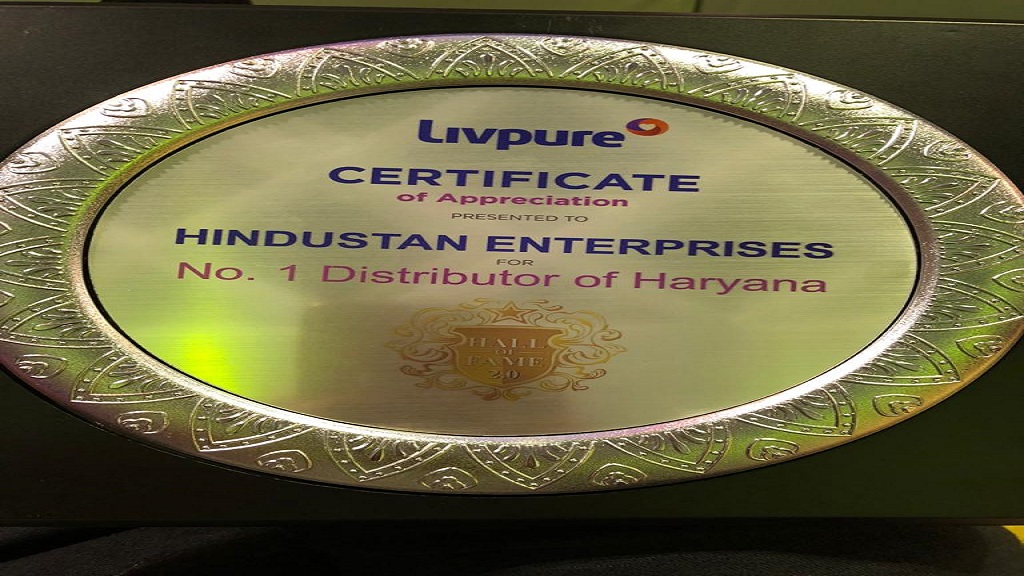 Livpure
CERTIFICATE
of Appreciation
PRESENTED TO
HINDUSTAN ENTERPRISES
FOR
No. 1 Distributor of Haryana
HALL
OF
FAME
2.0